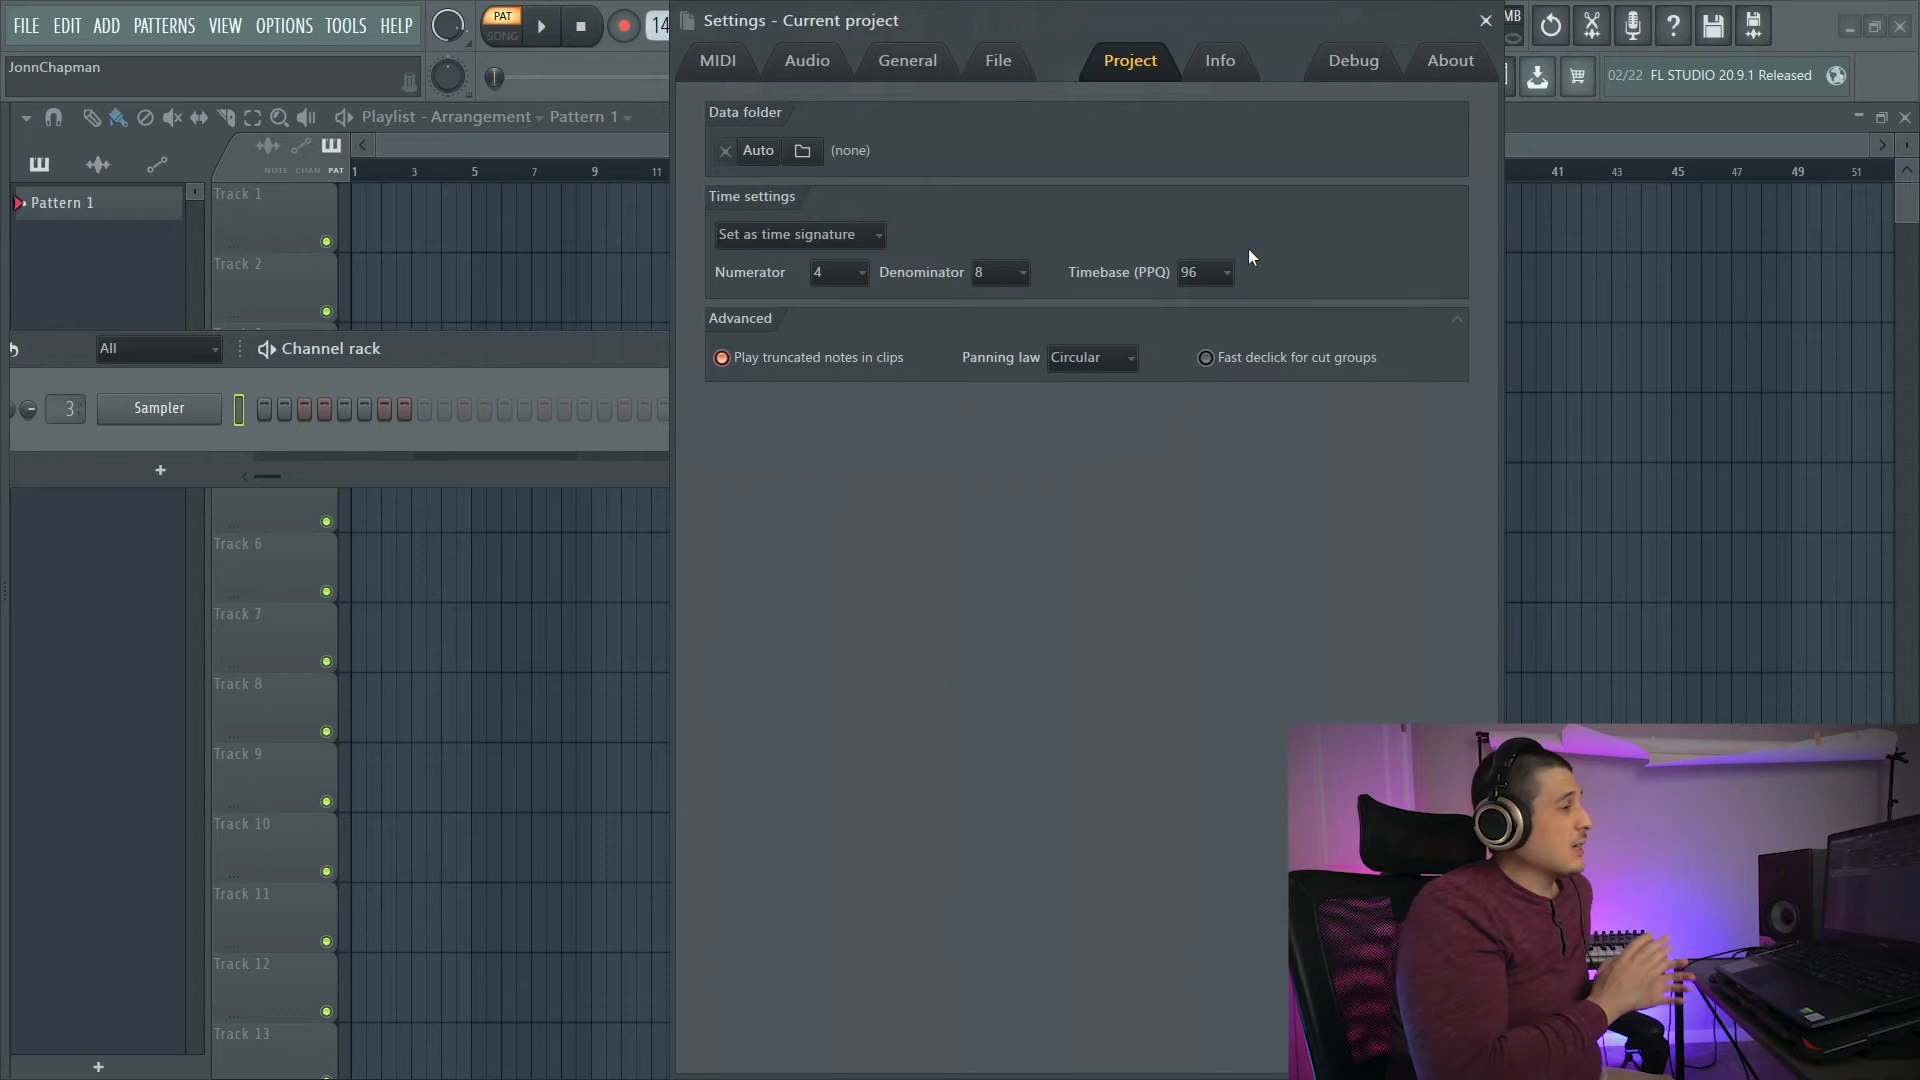 FILE EDIT ADD PATTERNS VIEW OPTIONS TOOLS HELP
PAT
SONG
14
JonnChapman
Settings - Current project
MIDI Audio General File Project Info Debug About
MB
02/22 FL STUDIO 20.9.1 Released
Playlist - Arrangement Pattern 1
NOTE CHAN PAT
1 3 5 7 9 11
41 43 45 47 49 51
Pattern 1
Track 1
Track 2
Data folder
Auto (none)
Time settings
Set as time signature
Numerator 4 Denominator 8 Timebase (PPQ) 96
Advanced
Play truncated notes in clips Panning law Circular Fast declick for cut groups
All Channel rack
3 Sampler
Track 6
Track 7
Track 8
Track 9
Track 10
Track 11
Track 12
Track 13